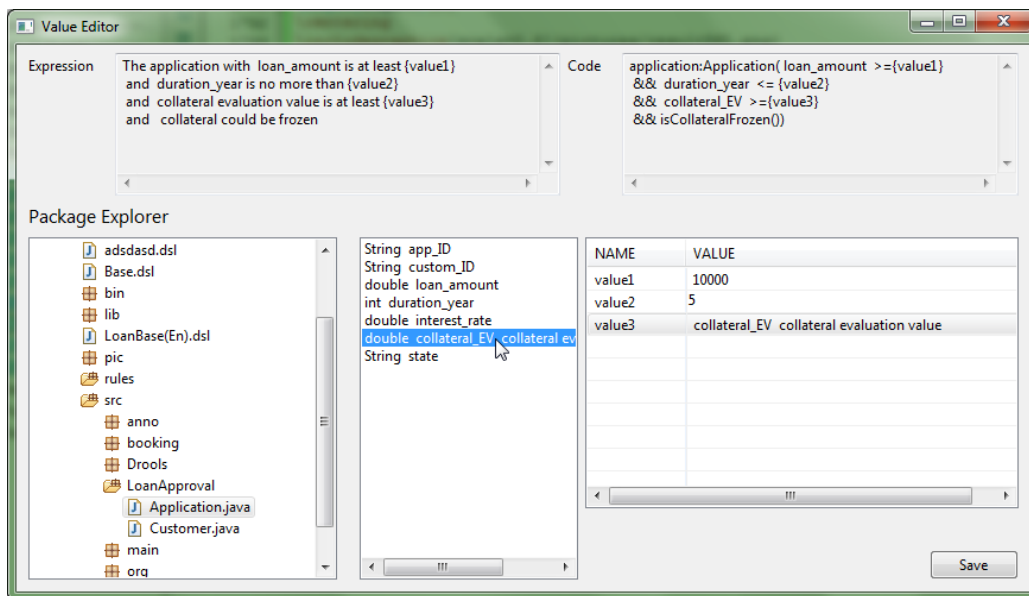 Value Editor
Expression
The application with loan_amount is at least {value1}
and duration_year is no more than {value2}
and collateral evaluation value is at least {value3}
and collateral could be frozen
Code
application:Application( loan_amount >={value1}
&& duration_year <= {value2}
&& collateral_EV >={value3}
&& isCollateralFrozen())
Package Explorer
adsdasd.dsl
Base.dsl
bin
lib
LoanBase(En).dsl
pic
rules
src
anno
booking
Drools
LoanApproval
Application.java
Customer.java
main
org
String app_ID
String custom_ID
double loan_amount
int duration_year
double interest_rate
double collateral_EV collateral ev
String state
NAME VALUE
value1 10000
value2 5
value3 collateral_EV collateral evaluation value
Save